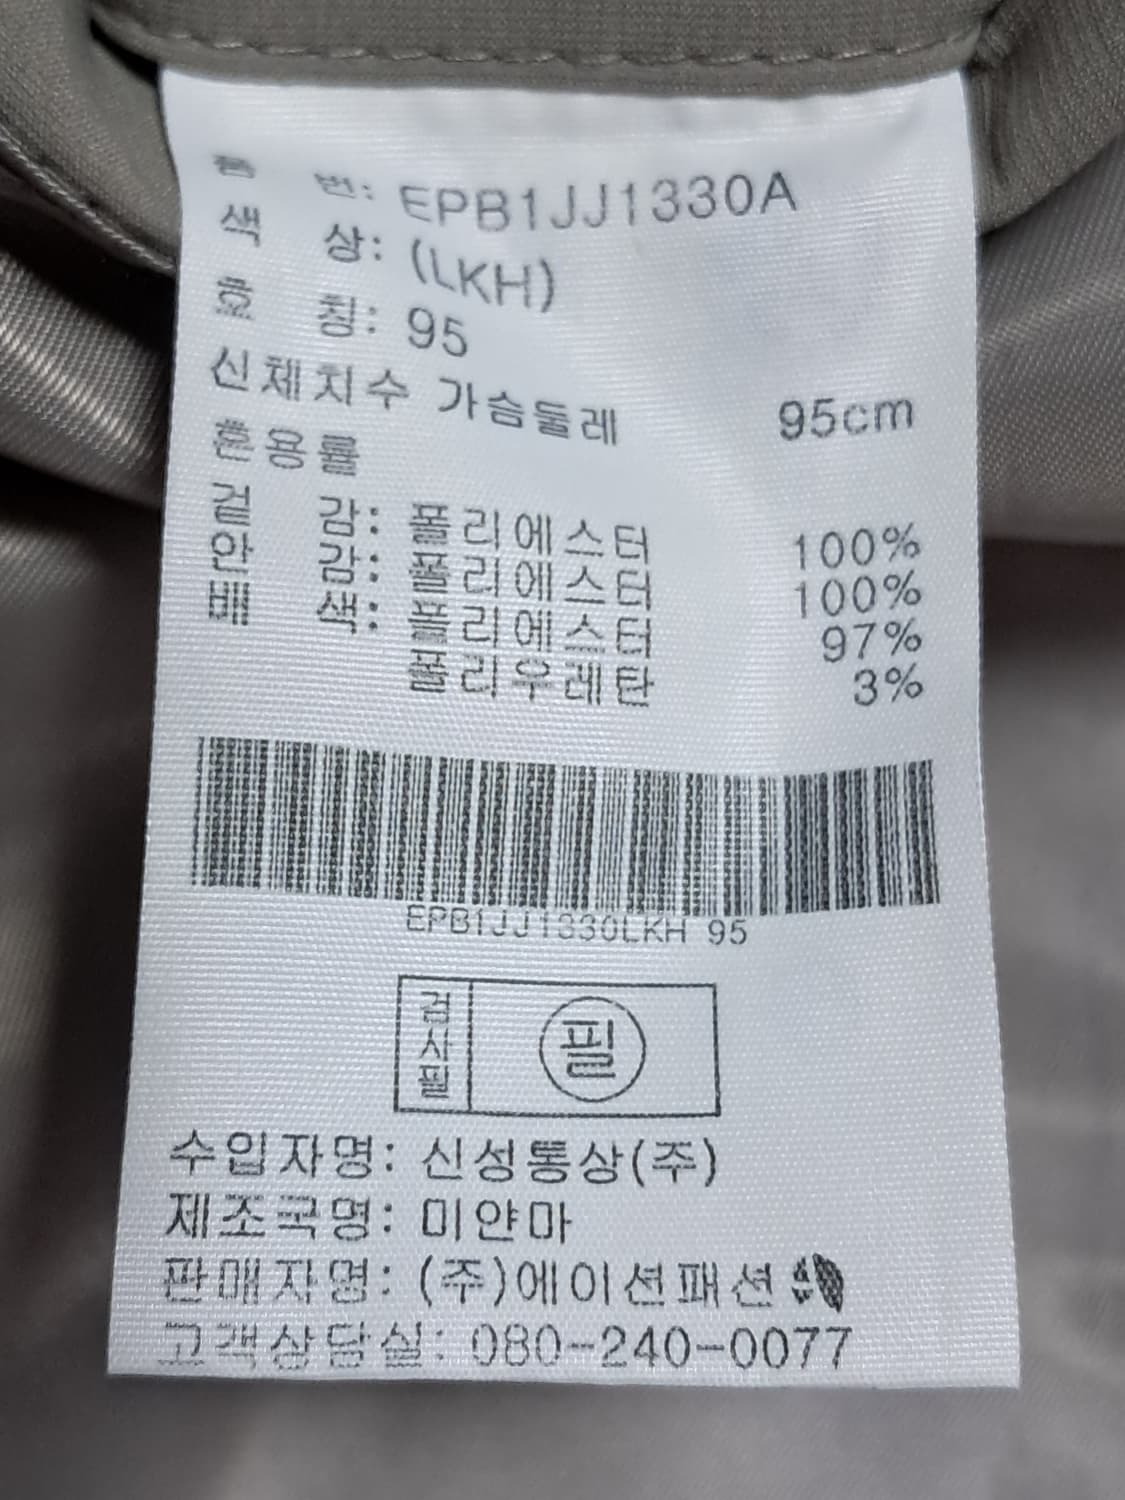 품 번: EPB1JJ1330A
색 상: (LKH)
호 칭: 95
신체치수 가슴둘레 95cm
혼용률
겉 감: 폴리에스터 100%
안 감: 폴리에스터 100%
배 색: 폴리에스터 97%
폴리우레탄 3%
EPB1JJ1330LKH 95
검사필 필
수입자명: 신성통상(주)
제조국명: 미얀마
판매자명: (주)에이션패션
고객상담실: 080-240-0077